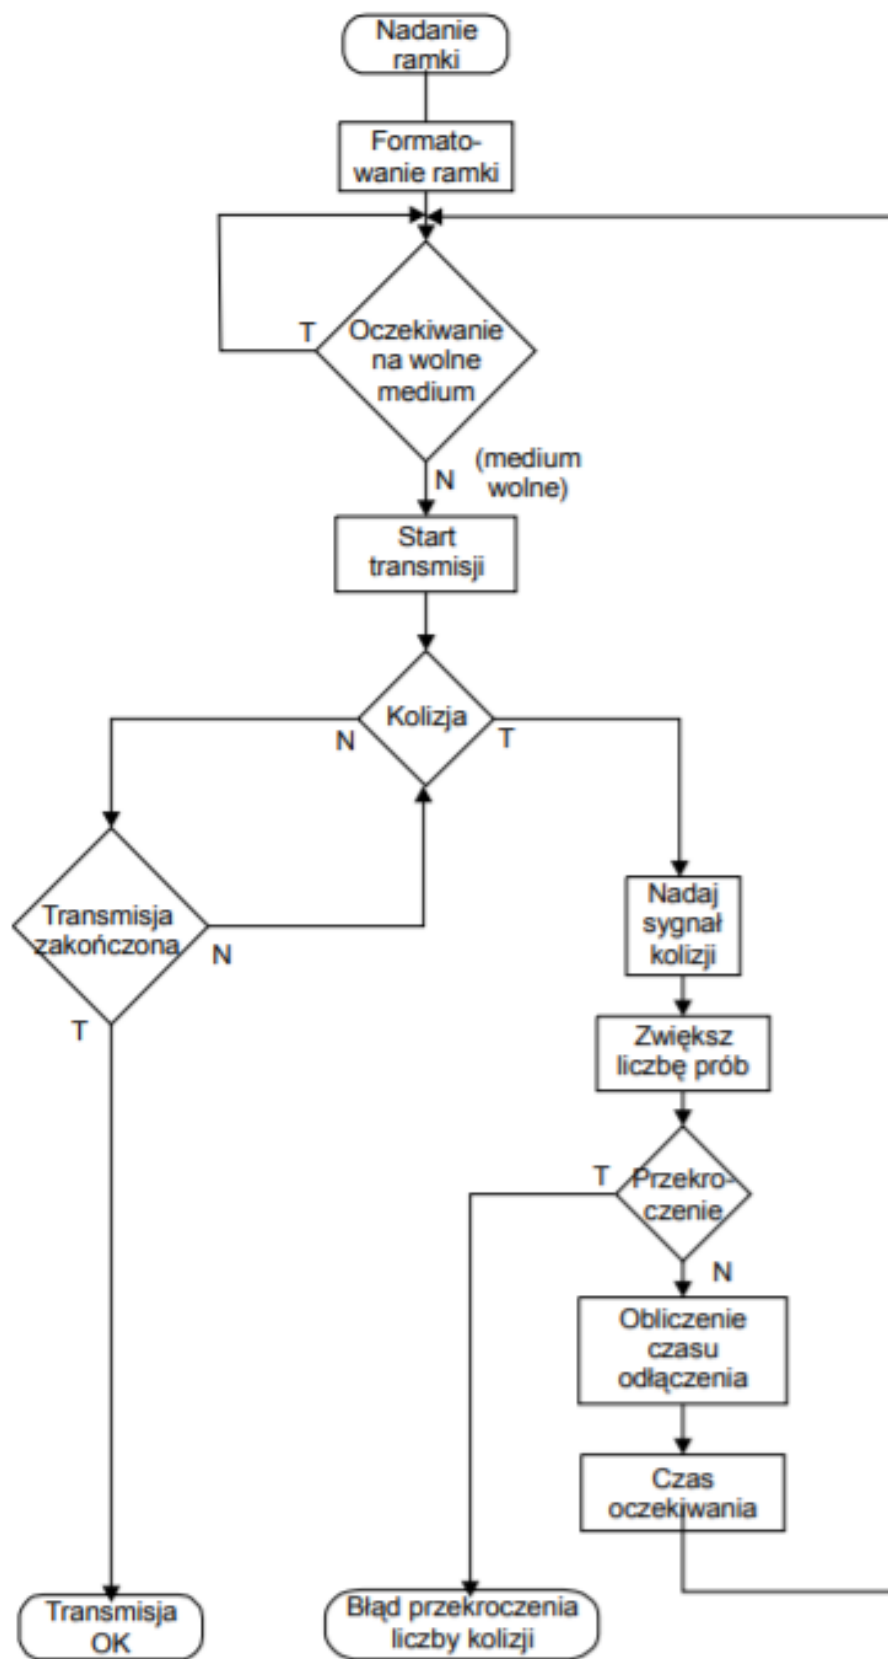 Nadanie
ramki
Formato-
wanie ramki
T
Oczekiwanie
na wolne
medium
N
(medium
wolne)
Start
transmisji
Kolizja
N
T
Transmisja
zakończona
N
T
Nadaj
sygnał
kolizji
Zwiększ
liczbę prób
T
Przekro-
czenie
N
Obliczenie
czasu
odłączenia
Czas
oczekiwania
Transmisja
OK
Błąd przekroczenia
liczby kolizji